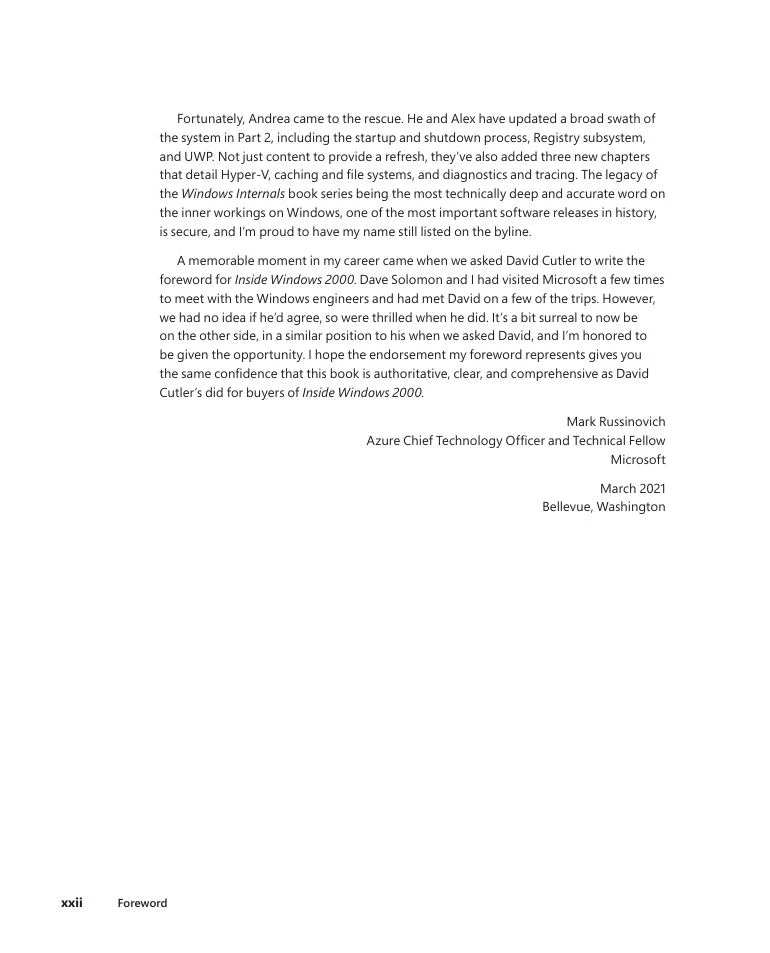 Fortunately, Andrea came to the rescue. He and Alex have updated a broad swath of
the system in Part 2, including the startup and shutdown process, Registry subsystem,
and UWP. Not just content to provide a refresh, they’ve also added three new chapters
that detail Hyper-V, caching and file systems, and diagnostics and tracing. The legacy of
the Windows Internals book series being the most technically deep and accurate word on
the inner workings on Windows, one of the most important software releases in history,
is secure, and I’m proud to have my name still listed on the byline.
A memorable moment in my career came when we asked David Cutler to write the
foreword for Inside Windows 2000. Dave Solomon and I had visited Microsoft a few times
to meet with the Windows engineers and had met David on a few of the trips. However,
we had no idea if he’d agree, so were thrilled when he did. It’s a bit surreal to now be
on the other side, in a similar position to his when we asked David, and I’m honored to
be given the opportunity. I hope the endorsement my foreword represents gives you
the same confidence that this book is authoritative, clear, and comprehensive as David
Cutler’s did for buyers of Inside Windows 2000.
Mark Russinovich
Azure Chief Technology Officer and Technical Fellow
Microsoft
March 2021
Bellevue, Washington
xxii Foreword